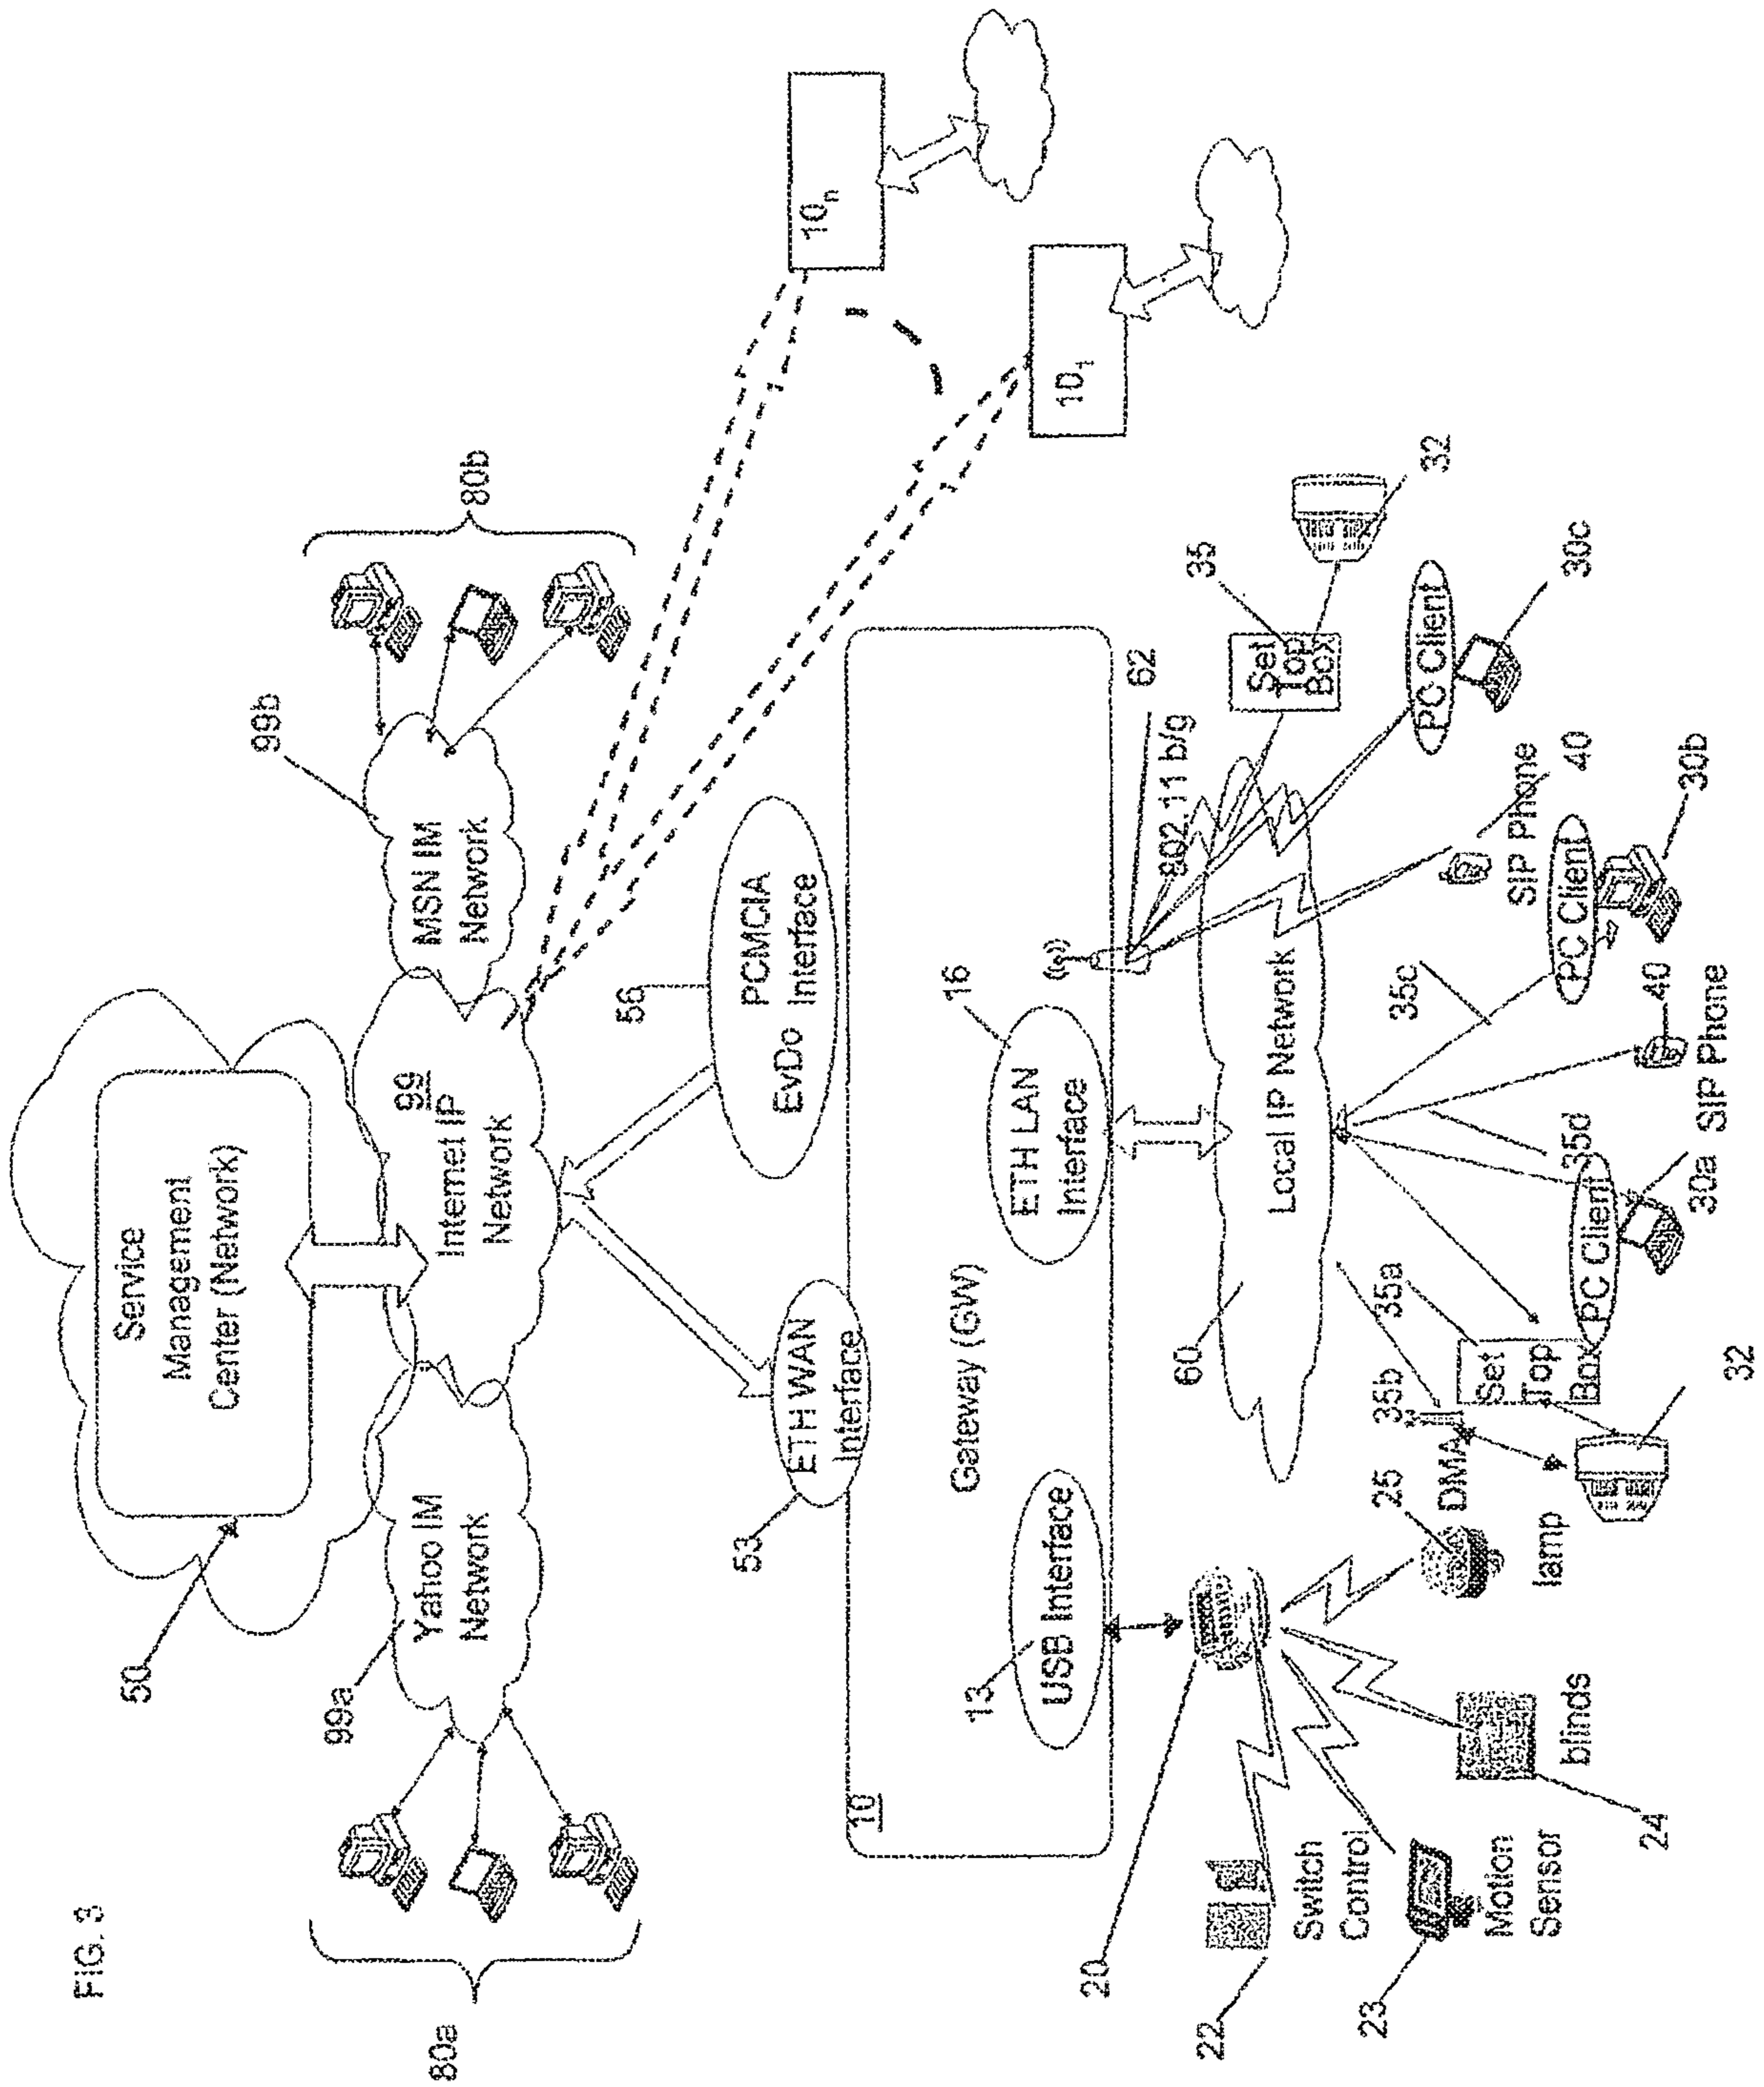 FIG. 3
80a
99a
50
Service
Management
Center (Network)
Yahoo IM
Network
99
Internet IP
Network
MSN IM
Network
99b
80b
53
ETH WAN
Interface
56
PCMCIA
EvDo Interface
10
Gateway (GW)
13
USB Interface
16
ETH LAN
Interface
10n
101
62
802.11 b/g
60
Local IP Network
20
22
Switch
Control
23
Motion
Sensor
24
blinds
25
lamp
DMA
35b
35a
Set
Top
Box
32
PC Client
30a
35d
SIP Phone
40
35c
PC Client
30b
SIP Phone
40
PC Client
30c
35
Set
Top
Box
32